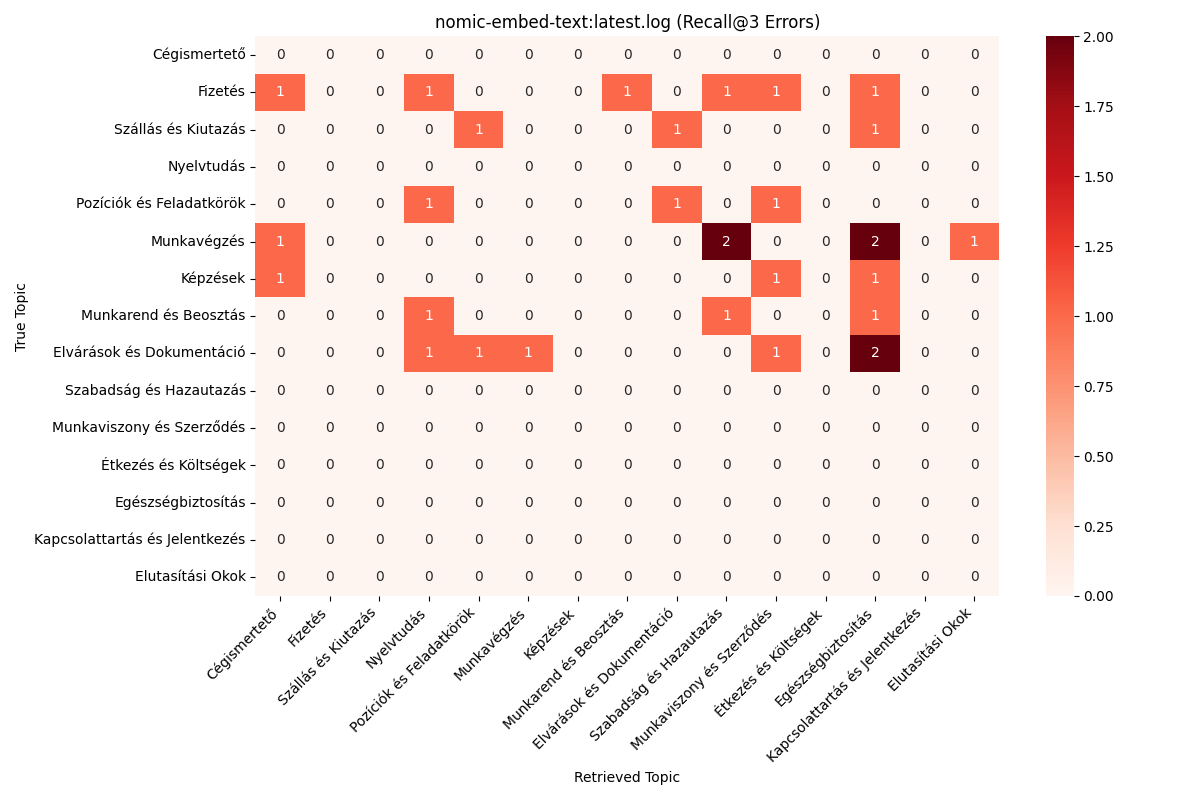 nomic-embed-text:latest.log (Recall@3 Errors)
True Topic
Cégismertető 0 0 0 0 0 0 0 0 0 0 0 0 0 0 0
Fizetés 1 0 0 1 0 0 0 1 0 1 1 0 1 0 0
Szállás és Kiutazás 0 0 0 0 1 0 0 0 1 0 0 0 1 0 0
Nyelvtudás 0 0 0 0 0 0 0 0 0 0 0 0 0 0 0
Pozíciók és Feladatkörök 0 0 0 1 0 0 0 0 1 0 1 0 0 0 0
Munkavégzés 1 0 0 0 0 0 0 0 0 2 0 0 2 0 1
Képzések 1 0 0 0 0 0 0 0 0 0 1 0 1 0 0
Munkarend és Beosztás 0 0 0 1 0 0 0 0 0 1 0 0 1 0 0
Elvárások és Dokumentáció 0 0 0 1 1 1 0 0 0 0 1 0 2 0 0
Szabadság és Hazautazás 0 0 0 0 0 0 0 0 0 0 0 0 0 0 0
Munkaviszony és Szerződés 0 0 0 0 0 0 0 0 0 0 0 0 0 0 0
Étkezés és Költségek 0 0 0 0 0 0 0 0 0 0 0 0 0 0 0
Egészségbiztosítás 0 0 0 0 0 0 0 0 0 0 0 0 0 0 0
Kapcsolattartás és Jelentkezés 0 0 0 0 0 0 0 0 0 0 0 0 0 0 0
Elutasítási Okok 0 0 0 0 0 0 0 0 0 0 0 0 0 0 0
Cégismertető
Fizetés
Szállás és Kiutazás
Nyelvtudás
Pozíciók és Feladatkörök
Munkavégzés
Képzések
Munkarend és Beosztás
Elvárások és Dokumentáció
Szabadság és Hazautazás
Munkaviszony és Szerződés
Étkezés és Költségek
Egészségbiztosítás
Kapcsolattartás és Jelentkezés
Elutasítási Okok
Retrieved Topic
2.00
1.75
1.50
1.25
1.00
0.75
0.50
0.25
0.00